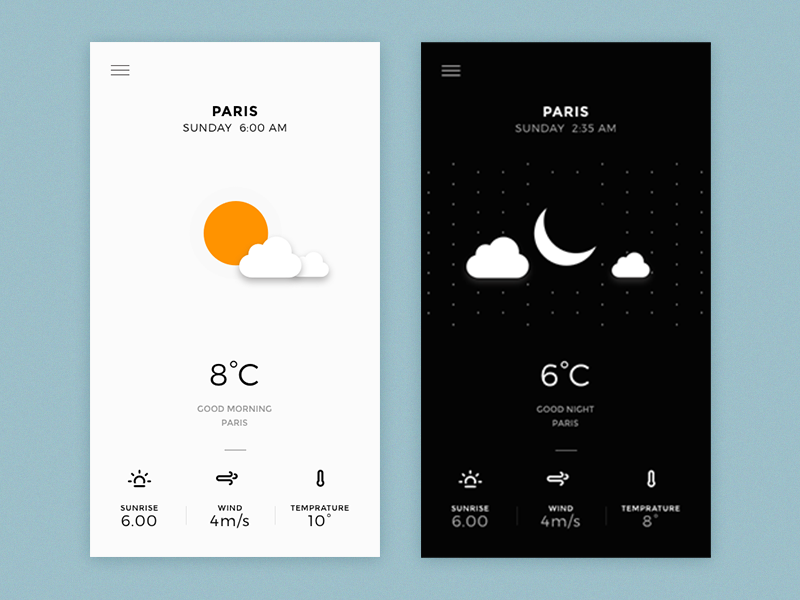 PARIS
SUNDAY 6:00 AM
8°C
GOOD MORNING
PARIS
SUNRISE WIND TEMPRATURE
6.00 4m/s 10°
PARIS
SUNDAY 2:35 AM
6°C
GOOD NIGHT
PARIS
SUNRISE WIND TEMPRATURE
6.00 4m/s 8°